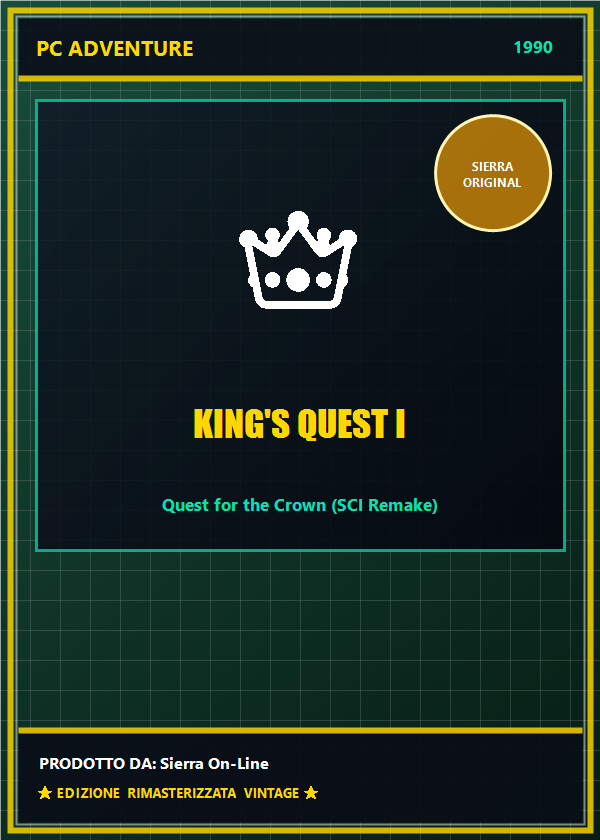 PC ADVENTURE
1990
SIERRA
ORIGINAL
KING'S QUEST I
Quest for the Crown (SCI Remake)
PRODOTTO DA: Sierra On-Line
★ EDIZIONE RIMASTERIZZATA VINTAGE ★